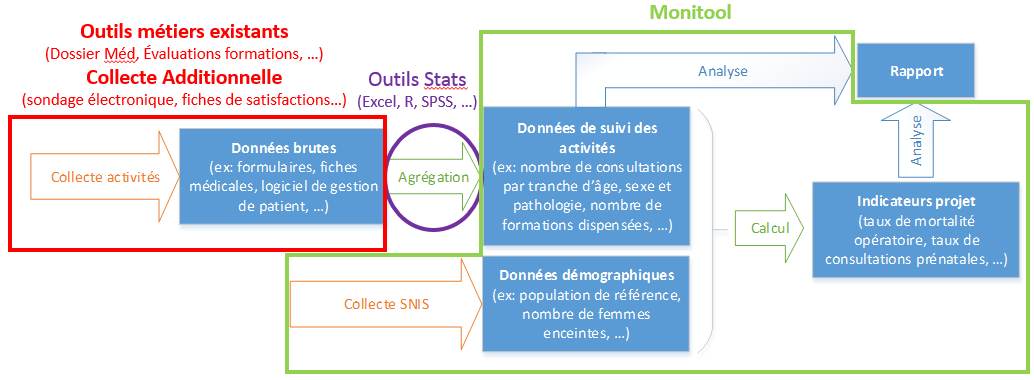 Monitool
Outils métiers existants
(Dossier Méd, Évaluations formations, …)
Collecte Additionnelle
(sondage électronique, fiches de satisfactions…)
Outils Stats
(Excel, R, SPSS, …)
Analyse
Rapport
Collecte activités
Données brutes
(ex: formulaires, fiches
médicales, logiciel de gestion
de patient, …)
Agrégation
Données de suivi des
activités
(ex: nombre de consultations
par tranche d'âge, sexe et
pathologie, nombre de
formations dispensées, …)
Analyse
Calcul
Indicateurs projet
(taux de mortalité
opératoire, taux de
consultations prénatales, …)
Collecte SNIS
Données démographiques
(ex: population de référence,
nombre de femmes
enceintes, …)